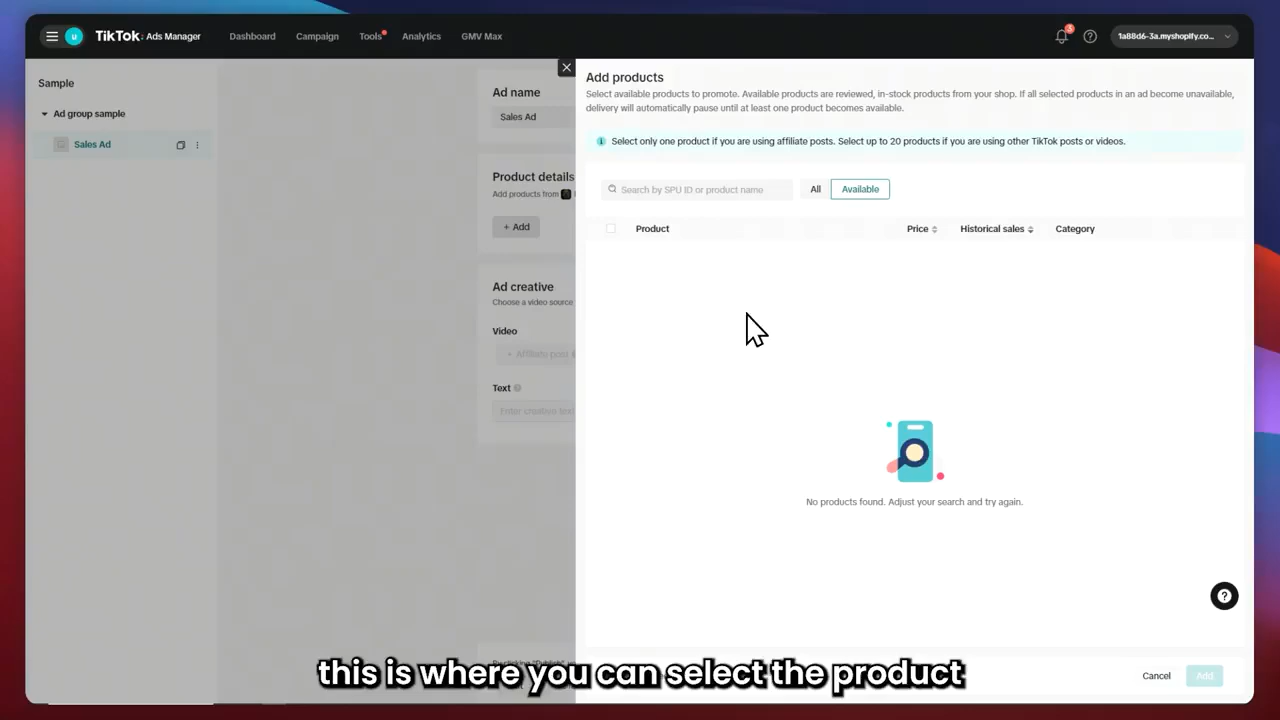 u
TikTok: Ads Manager
Dashboard
Campaign
Tools
Analytics
GMV Max
3
1a88d6-3a.myshopify.co...
Sample
Ad group sample
Sales Ad
Ad name
Sales Ad
Product details
Add products from
+ Add
Ad creative
Choose a video source
Video
+ Affiliate post
Text
Enter creative text
Add products
Select available products to promote. Available products are reviewed, in-stock products from your shop. If all selected products in an ad become unavailable,
delivery will automatically pause until at least one product becomes available.
Select only one product if you are using affiliate posts. Select up to 20 products if you are using other TikTok posts or videos.
Search by SPU ID or product name
All
Available
Product
Price
Historical sales
Category
No products found. Adjust your search and try again.
this is where you can select the product
Cancel
Add